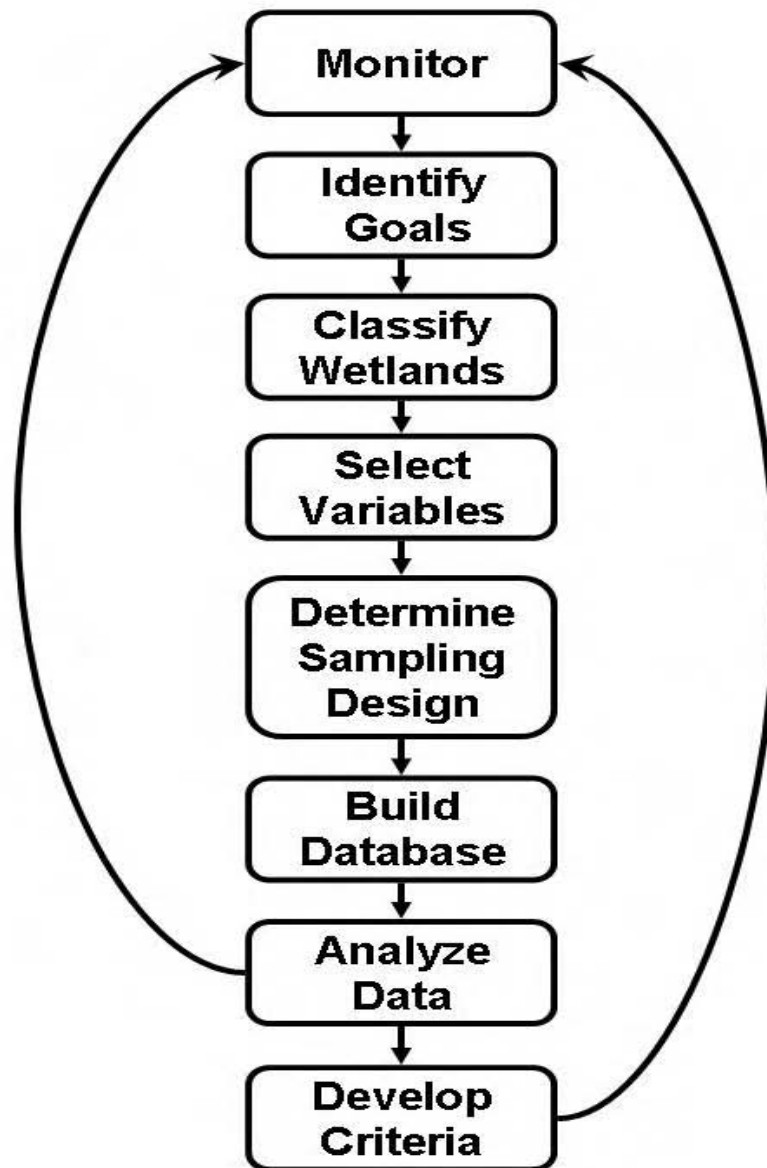 Monitor
Identify
Goals
Classify
Wetlands
Select
Variables
Determine
Sampling
Design
Build
Database
Analyze
Data
Develop
Criteria